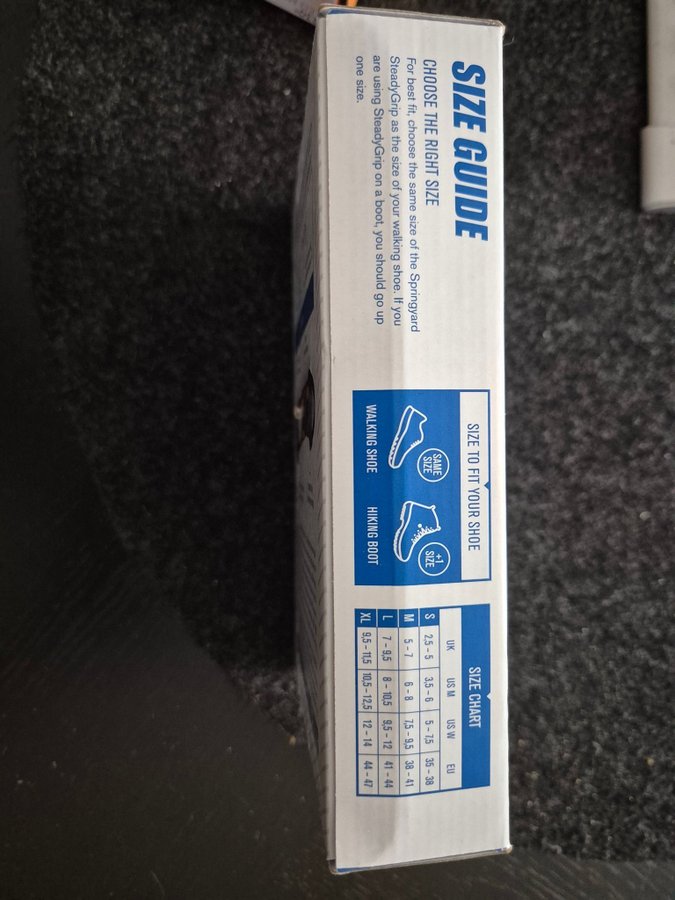 SIZE GUIDE
CHOOSE THE RIGHT SIZE
For best fit, choose the same size of the Springyard
SteadyGrip as the size of your walking shoe. If you
are using SteadyGrip on a boot, you should go up
one size.
SIZE TO FIT YOUR SHOE
SAME
SIZE
+1
SIZE
WALKING SHOE HIKING BOOT
SIZE CHART
UK US M US W EU
S 2,5 – 5 3,5 – 6 5 – 7,5 35 – 38
M 5 – 7 6 – 8 7,5 – 9,5 38 – 41
L 7 – 9,5 8 – 10,5 9,5 – 12 41 – 44
XL 9,5 – 11,5 10,5 – 12,5 12 – 14 44 – 47